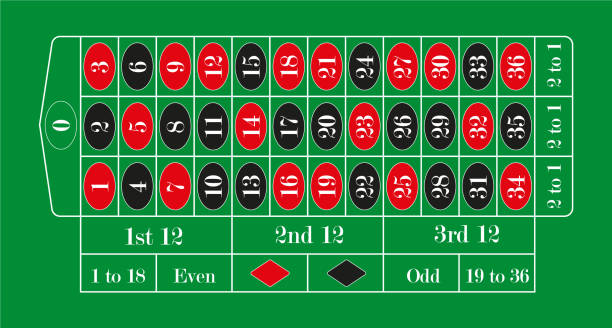 3 6 9 12 15 18 21 24 27 30 33 36 2 to 1
0 2 5 8 11 14 17 20 23 26 29 32 35 2 to 1
1 4 7 10 13 16 19 22 25 28 31 34 2 to 1
1st 12 2nd 12 3rd 12
1 to 18 Even Odd 19 to 36